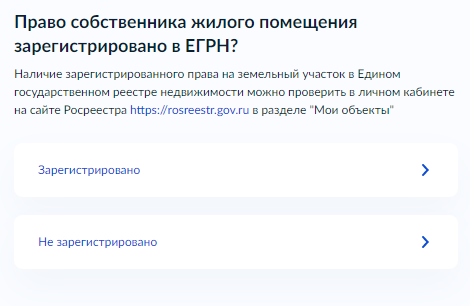 Право собственника жилого помещения
зарегистрировано в ЕГРН?
Наличие зарегистрированного права на земельный участок в Едином
государственном реестре недвижимости можно проверить в личном кабинете
на сайте Росреестра https://rosreestr.gov.ru в разделе "Мои объекты"
Зарегистрировано
Не зарегистрировано